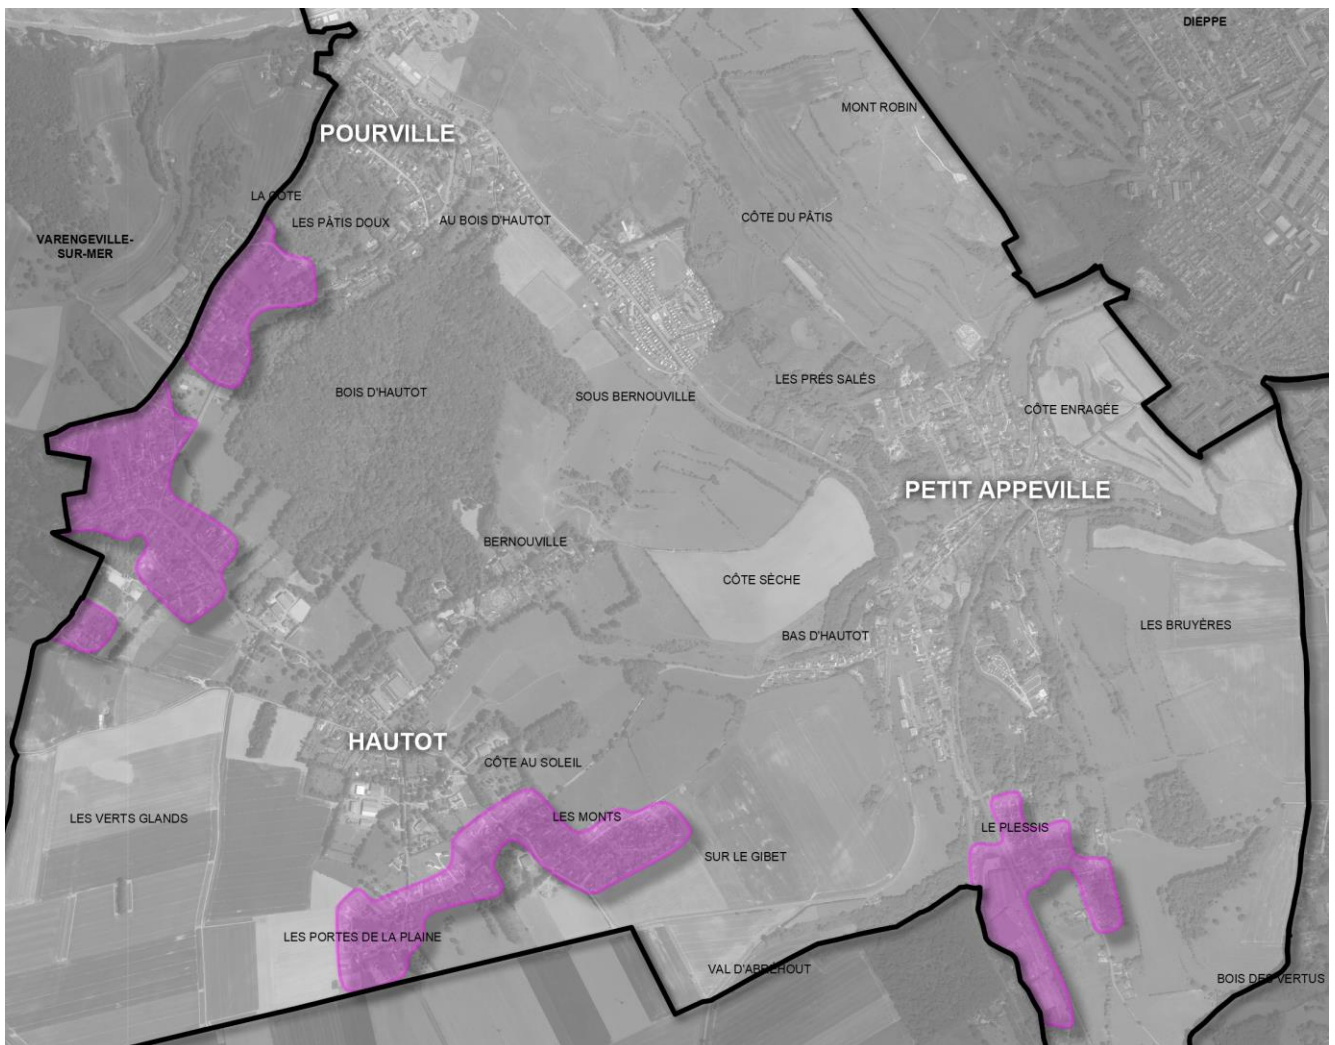 DIEPPE
MONT ROBIN
POURVILLE
LA CÔTE
LES PÂTIS DOUX
AU BOIS D'HAUTOT
CÔTE DU PÂTIS
VARENGEVILLE-
SUR-MER
BOIS D'HAUTOT
SOUS BERNOUVILLE
LES PRÉS SALÉS
CÔTE ENRAGÉE
PETIT APPEVILLE
BERNOUVILLE
CÔTE SÈCHE
LES BRUYÈRES
BAS D'HAUTOT
HAUTOT
CÔTE AU SOLEIL
LES VERTS GLANDS
LES MONTS
LE PLESSIS
SUR LE GIBET
LES PORTES DE LA PLAINE
VAL D'ABRÉHOUT
BOIS DES VERTUS